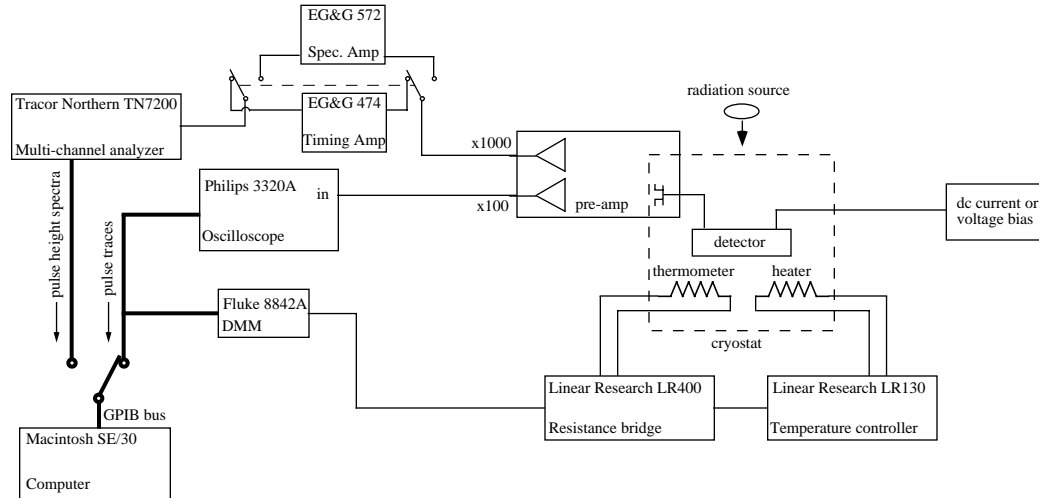 EG&G 572
Spec. Amp
Tracor Northern TN7200
Multi-channel analyzer
EG&G 474
Timing Amp
radiation source
x1000
x100
pre-amp
Philips 3320A
in
Oscilloscope
pulse height spectra
pulse traces
detector
dc current or
voltage bias
thermometer
heater
cryostat
Fluke 8842A
DMM
Linear Research LR400
Resistance bridge
Linear Research LR130
Temperature controller
GPIB bus
Macintosh SE/30
Computer